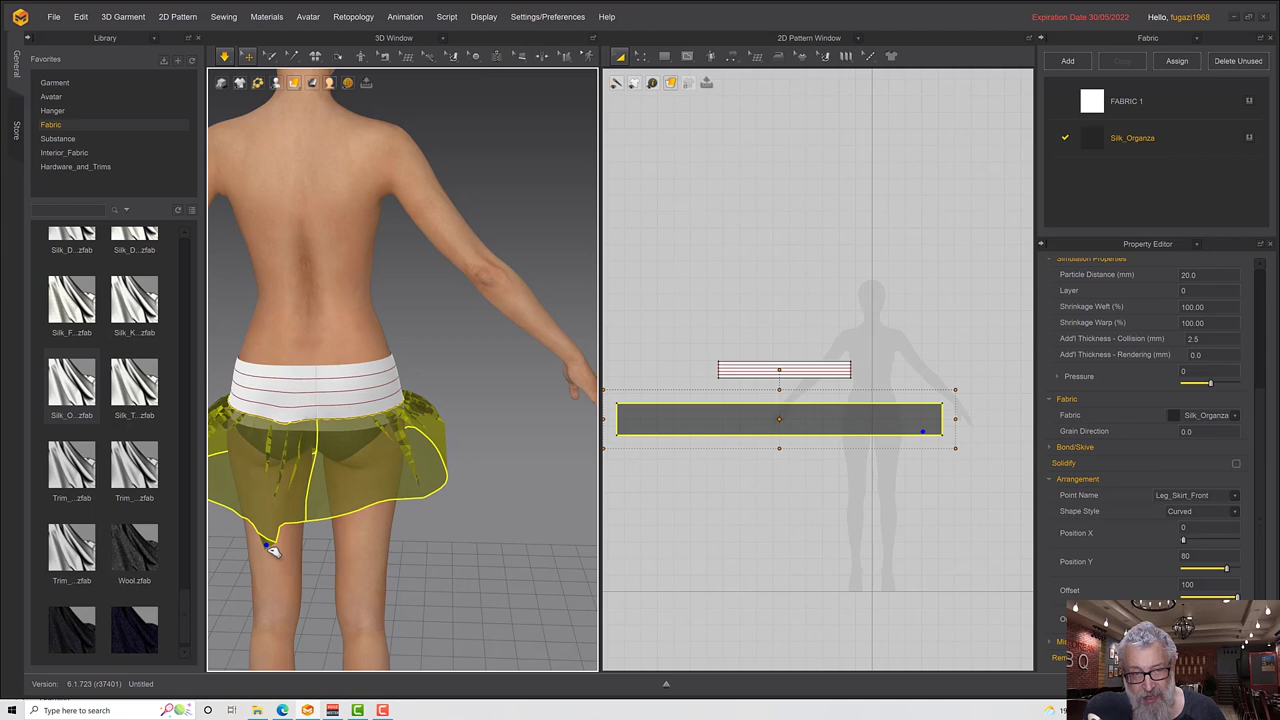 File Edit 3D Garment 2D Pattern Sewing Materials Avatar Retopology Animation Script Display Settings/Preferences Help
Expiration Date 30/05/2022 Hello, fugazi1968
Library 3D Window 2D Pattern Window Fabric
General
Store
Favorites
Garment
Avatar
Hanger
Fabric
Substance
Interior_Fabric
Hardware_and_Trims
Silk_D...zfab Silk_D...zfab
Silk_F...zfab Silk_K...zfab
Silk_O...zfab Silk_T...zfab
Trim_...zfab Trim_...zfab
Trim_...zfab Wool.zfab
Add Copy Assign Delete Unused
FABRIC 1
Silk_Organza
Property Editor
Simulation Properties
Particle Distance (mm) 20.0
Layer 0
Shrinkage Weft (%) 100.00
Shrinkage Warp (%) 100.00
Add'l Thickness - Collision (mm) 2.5
Add'l Thickness - Rendering (mm) 0.0
Pressure 0
Fabric
Fabric Silk_Organza
Grain Direction 0.0
Bond/Skive
Solidify
Arrangement
Point Name Leg_Skirt_Front
Shape Style Curved
Position X 0
Position Y 80
Offset 100
Version: 6.1.723 (r37401) Untitled
Type here to search